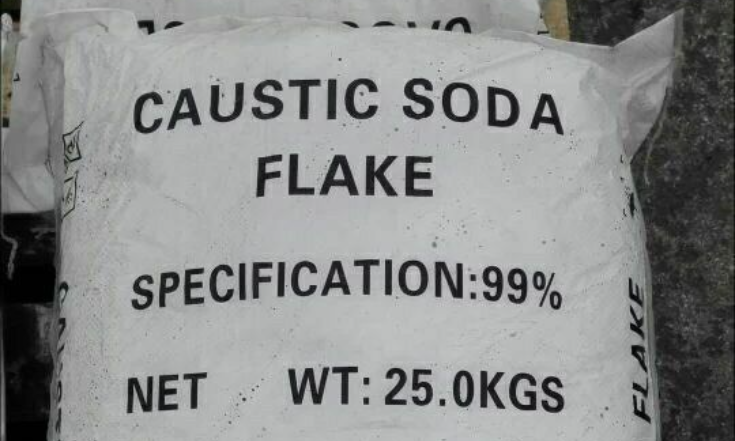 CAUSTIC SODA
FLAKE
SPECIFICATION:99%
NET WT: 25.0KGS
FLAKE